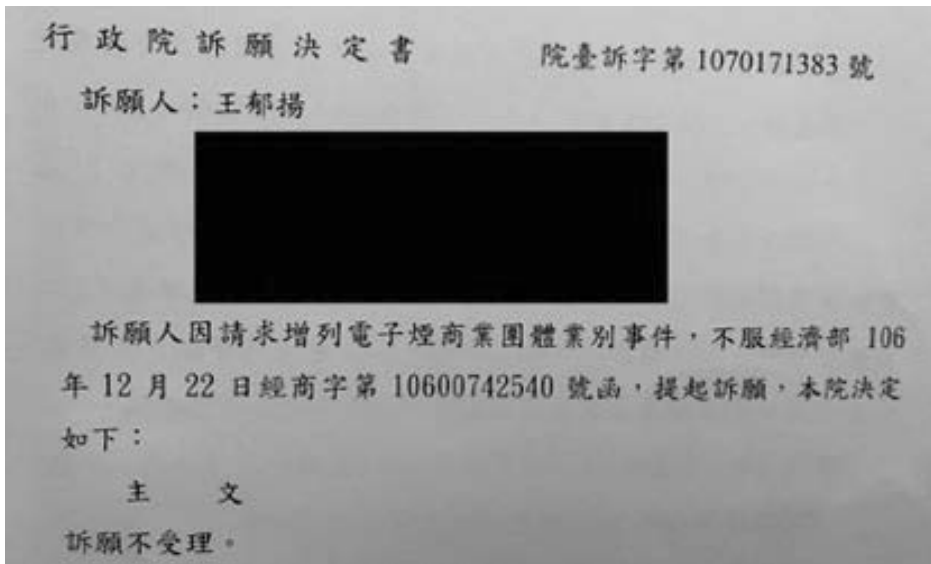 行政院訴願決定書 院臺訴字第1070171383號
訴願人：王郁揚
訴願人因請求增列電子煙商業團體業別事件，不服經濟部 106
年 12 月 22 日經商字第 10600742540 號函，提起訴願，本院決定
如下：
主 文
訴願不受理。